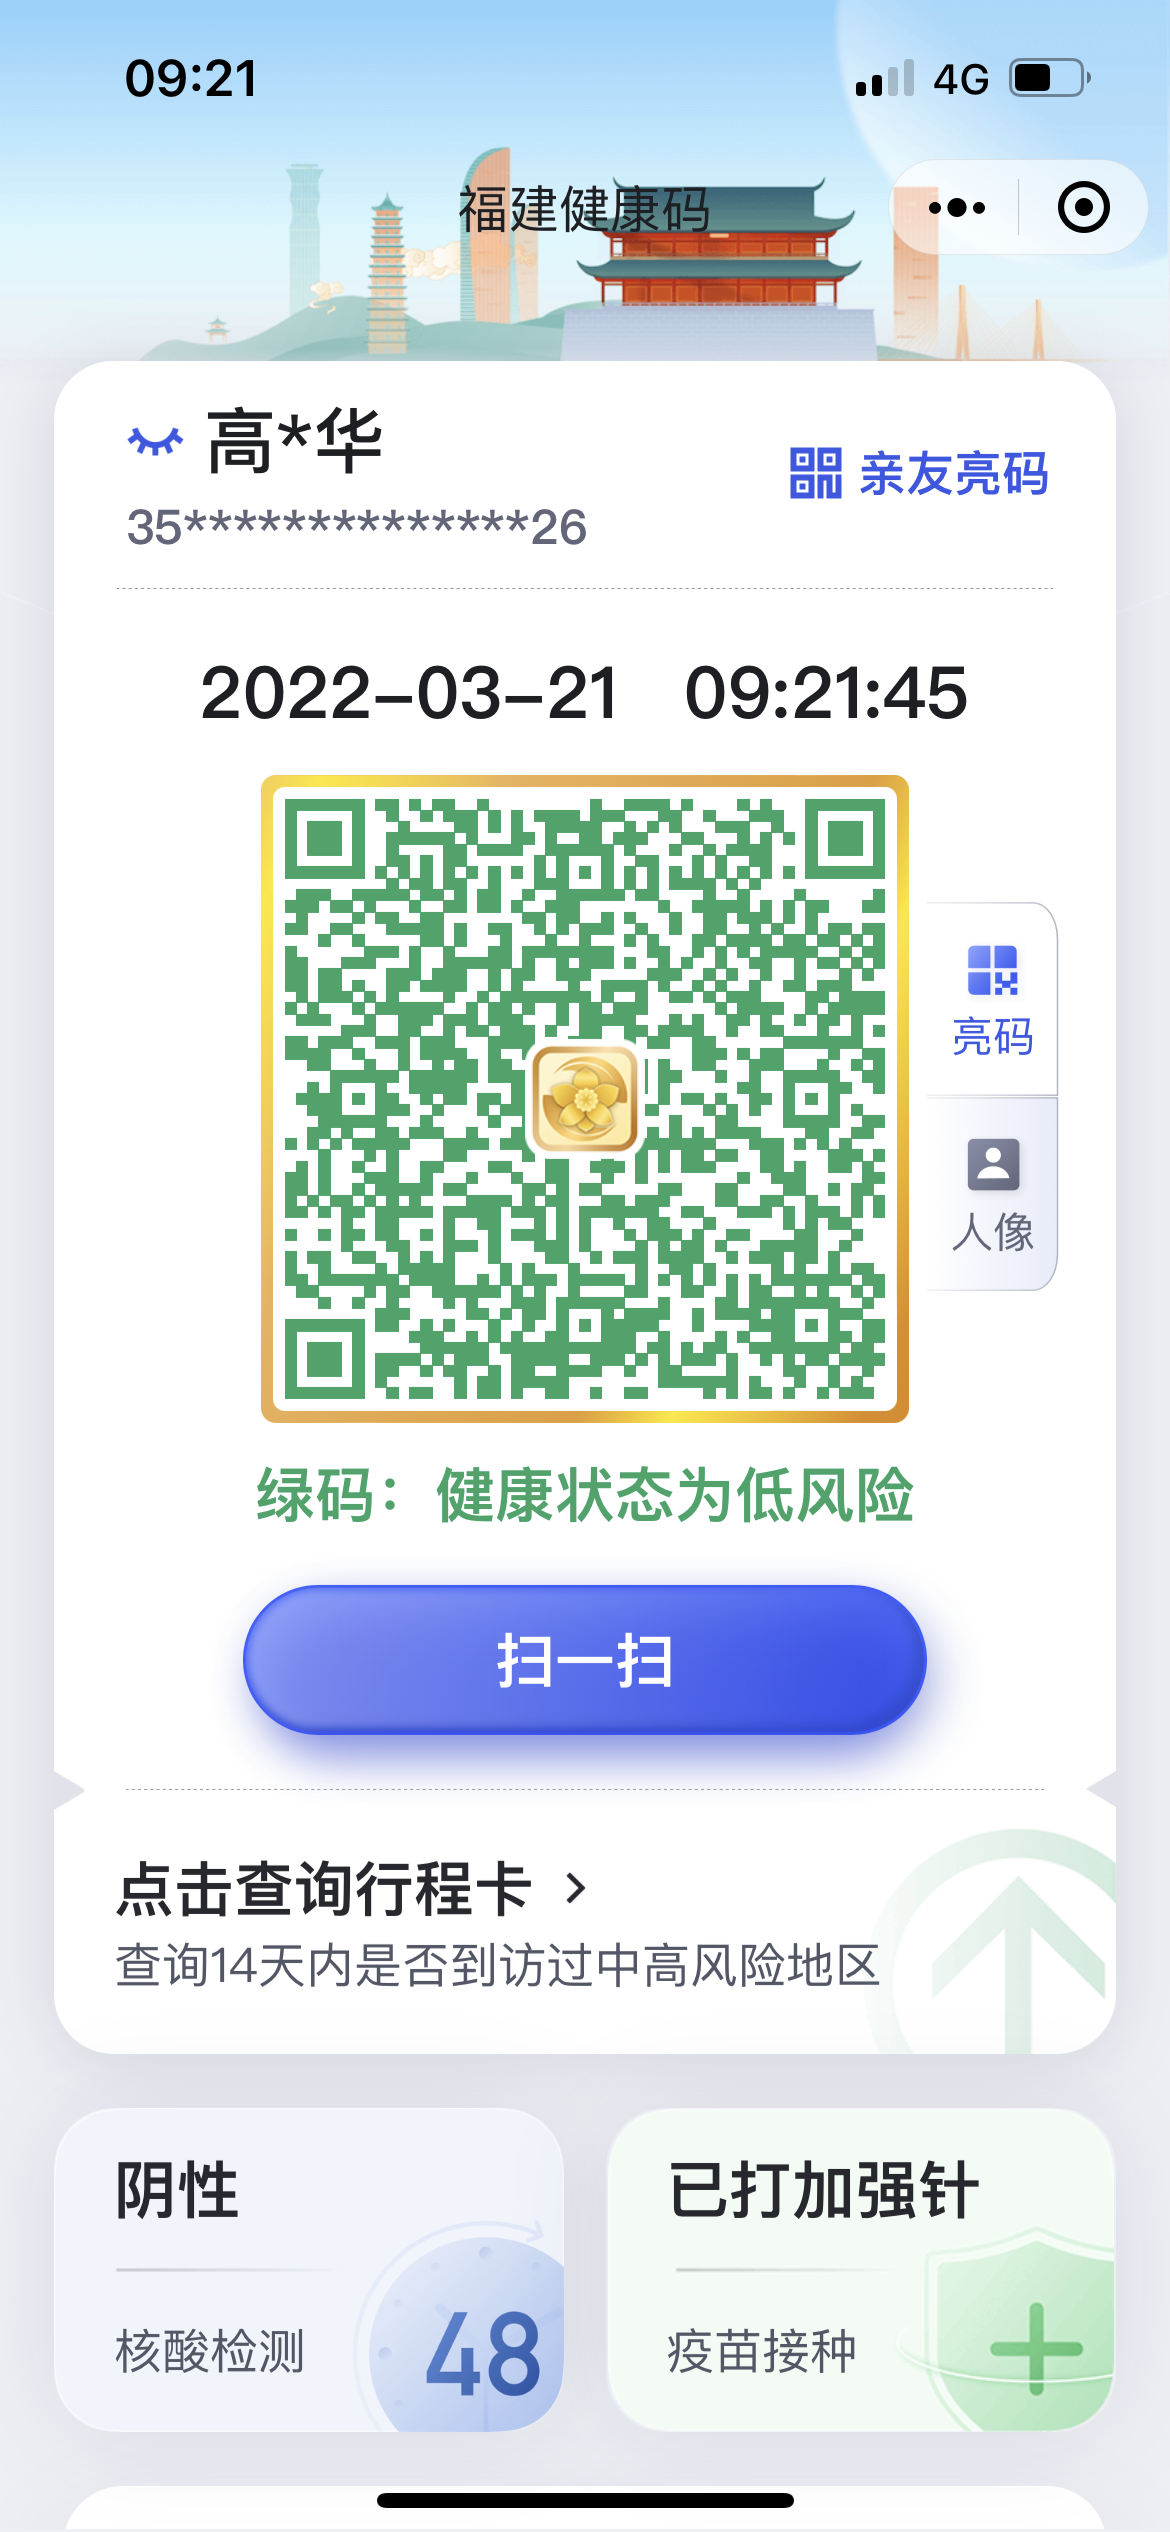 09:21
4G
福建健康码
高*华
亲友亮码
35**************26
2022-03-21 09:21:45
亮码
人像
绿码：健康状态为低风险
扫一扫
点击查询行程卡 >
查询14天内是否到访过中高风险地区
阴性
已打加强针
核酸检测
48
疫苗接种